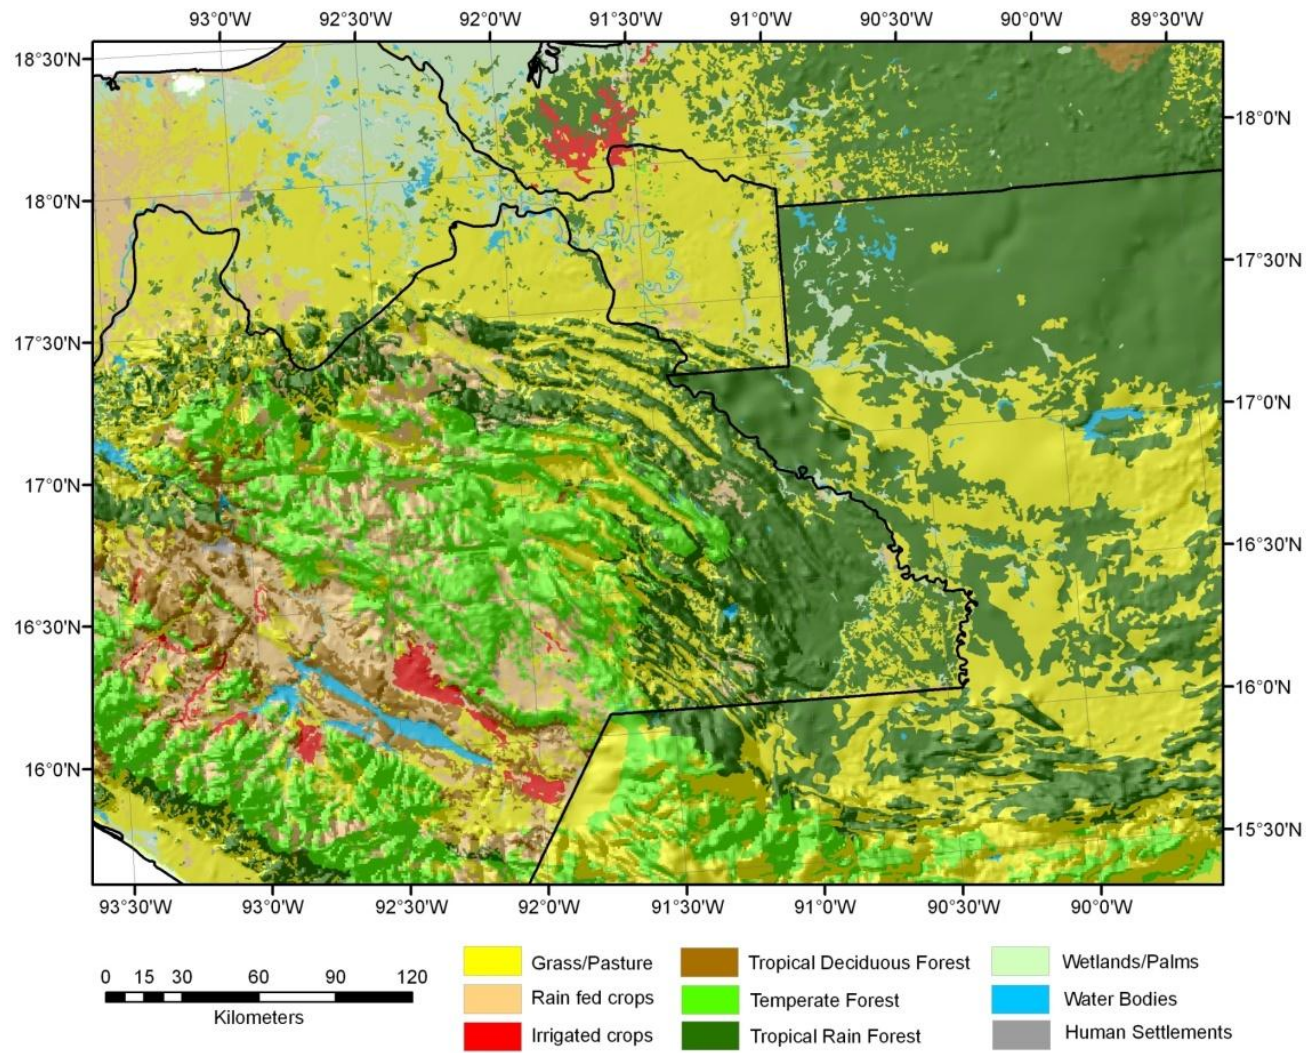 93°0'W 92°30'W 92°0'W 91°30'W 91°0'W 90°30'W 90°0'W 89°30'W
18°30'N
18°0'N
18°0'N
17°30'N
17°30'N
17°0'N
17°0'N
16°30'N
16°30'N
16°0'N
16°0'N
15°30'N
93°30'W 93°0'W 92°30'W 92°0'W 91°30'W 91°0'W 90°30'W 90°0'W
0 15 30 60 90 120
Kilometers
Grass/Pasture
Rain fed crops
Irrigated crops
Tropical Deciduous Forest
Temperate Forest
Tropical Rain Forest
Wetlands/Palms
Water Bodies
Human Settlements